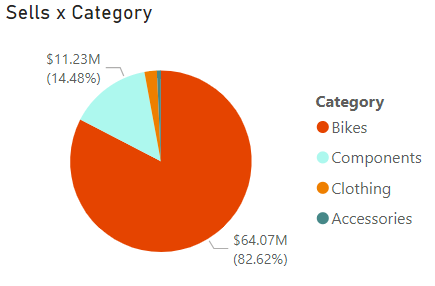 Sells x Category
$11.23M
(14.48%)
Category
Bikes
Components
Clothing
Accessories
$64.07M
(82.62%)